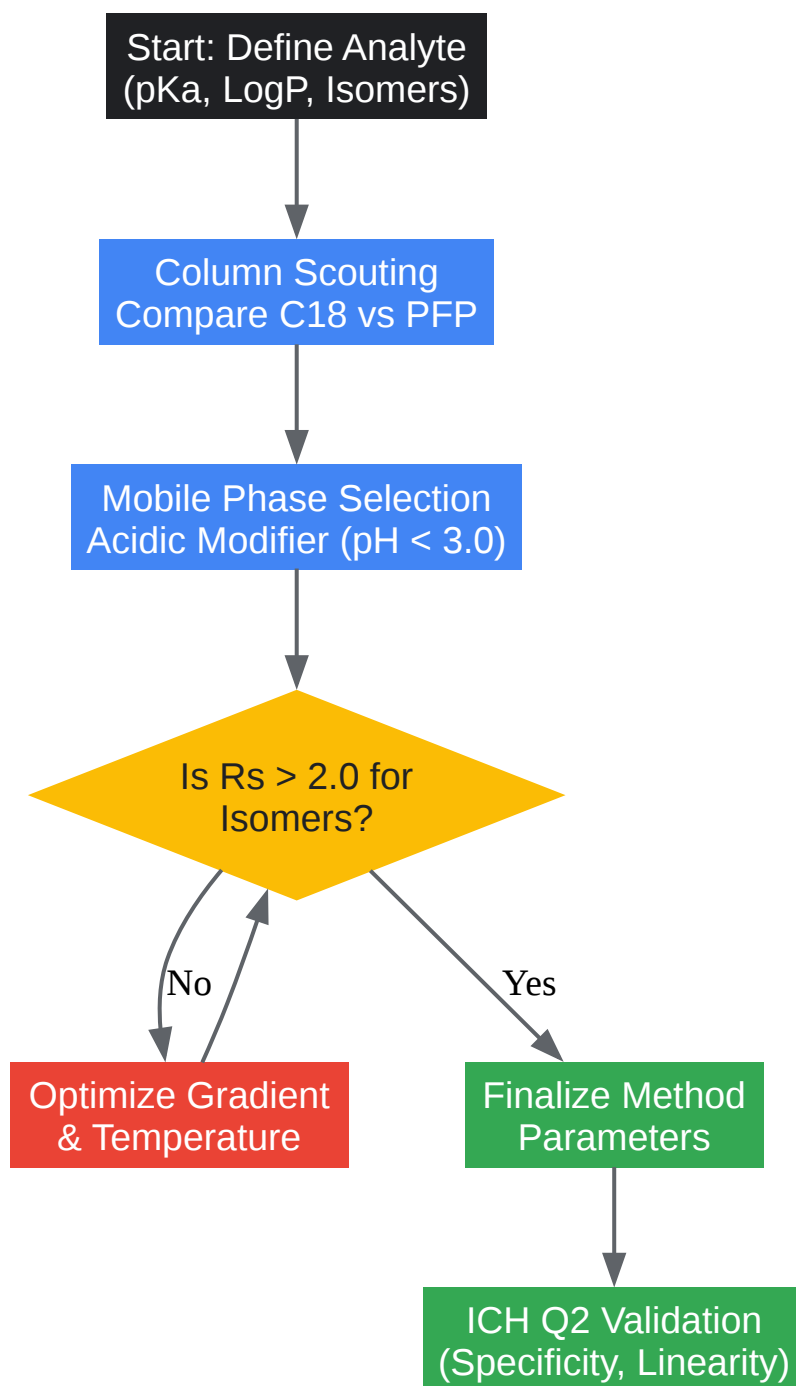 Start: Define Analyte
(pKa, LogP, Isomers)
Column Scouting
Compare C18 vs PFP
Mobile Phase Selection
Acidic Modifier (pH < 3.0)
Is Rs > 2.0 for
Isomers?
No
Yes
Optimize Gradient
& Temperature
Finalize Method
Parameters
ICH Q2 Validation
(Specificity, Linearity)